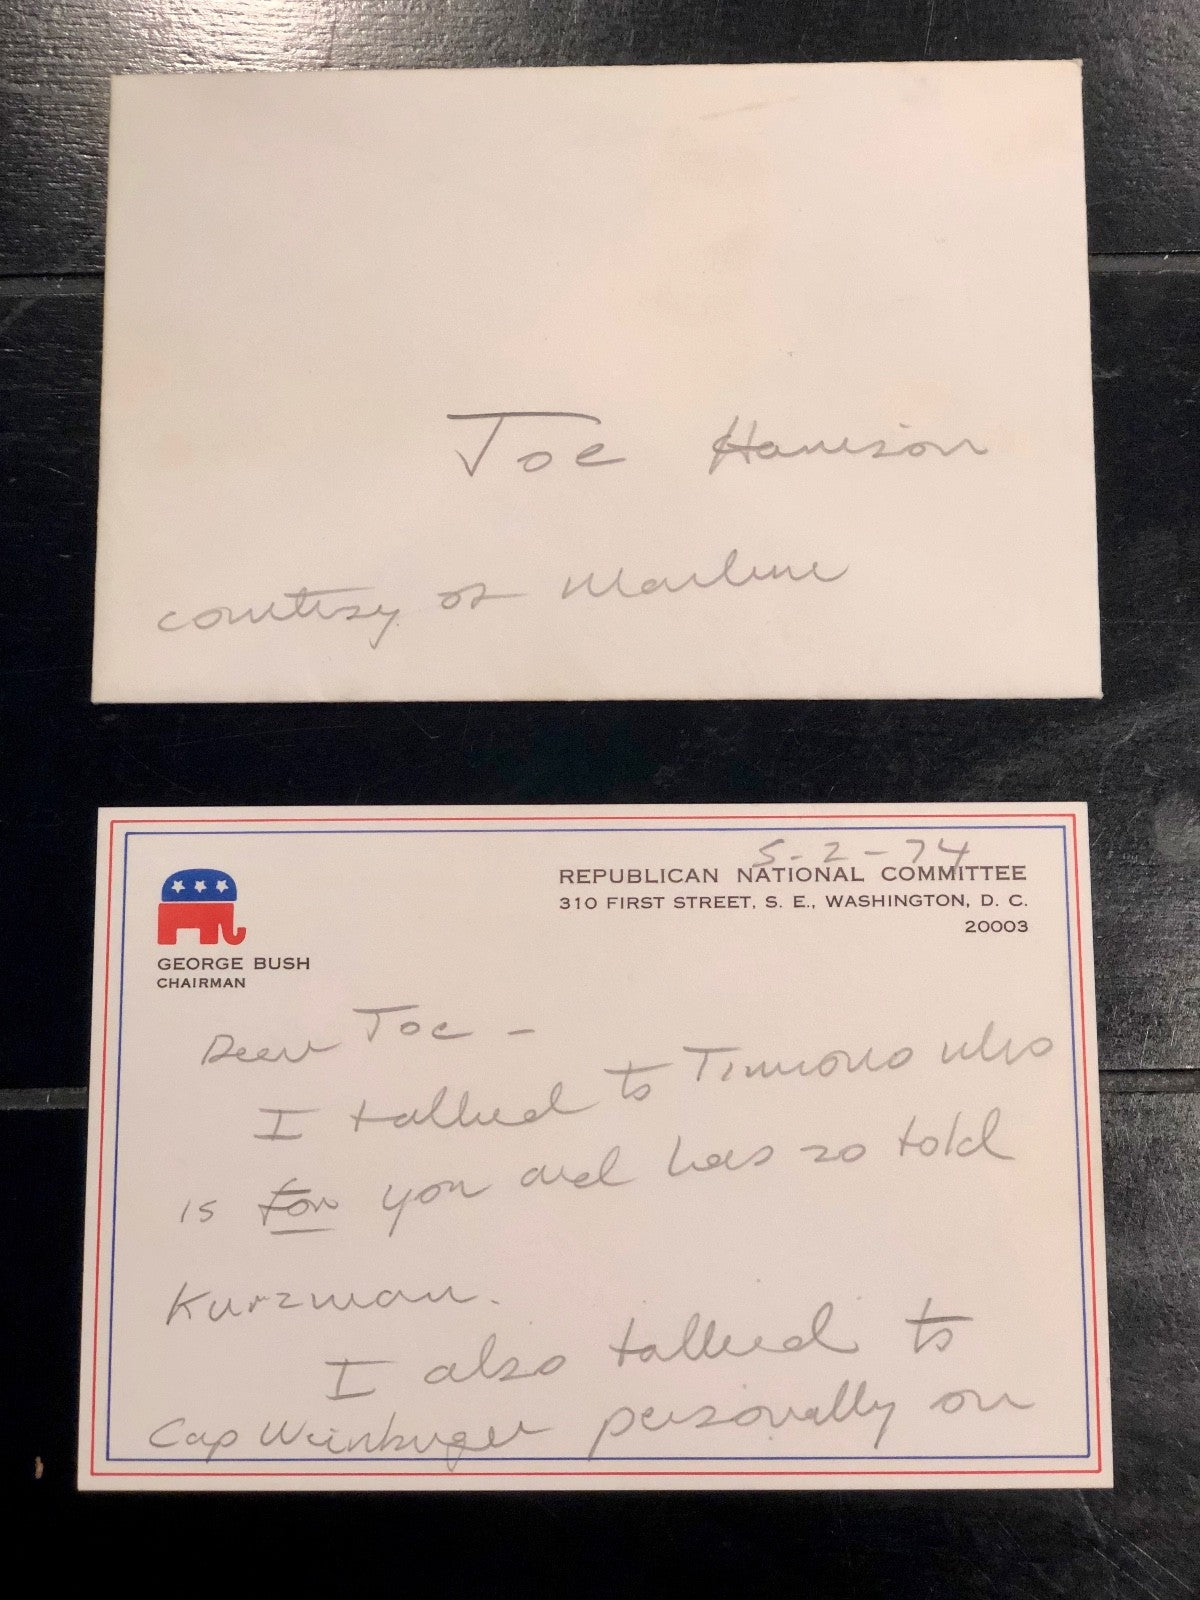 Joe Harrison
courtesy of Marlene
5-2-74
REPUBLICAN NATIONAL COMMITTEE
310 FIRST STREET, S. E., WASHINGTON, D. C.
20003
GEORGE BUSH
CHAIRMAN
Dear Joe -
I talked to Timmons who
is for you and has so told
Kurzman.
I also talked to
Cap Weinburger personally on